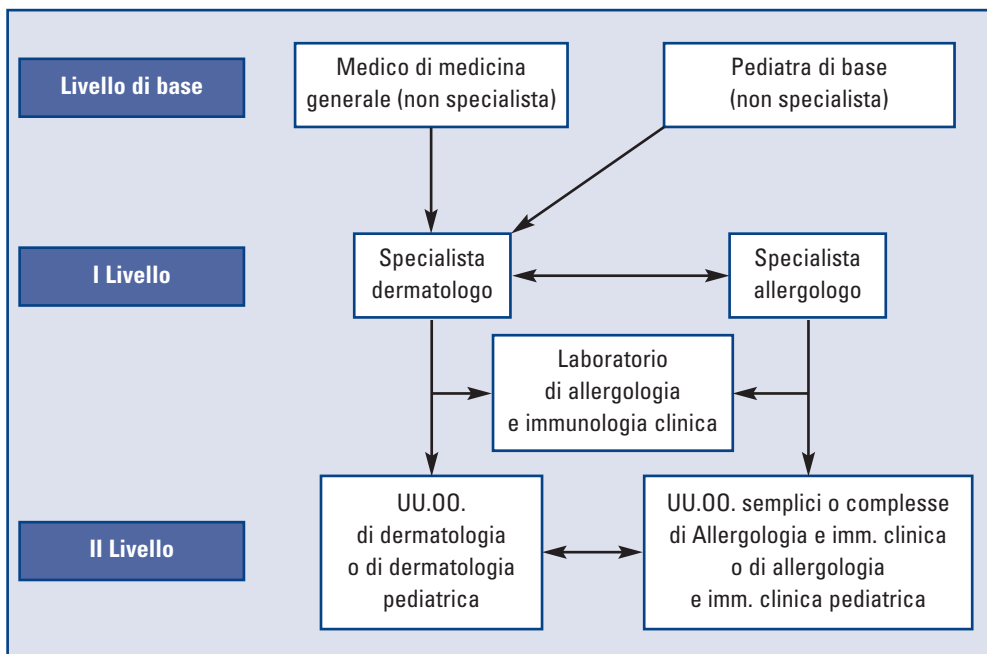 Livello di base
Medico di medicina
generale (non specialista)
Pediatra di base
(non specialista)
I Livello
Specialista
dermatologo
Specialista
allergologo
Laboratorio
di allergologia
e immunologia clinica
II Livello
UU.OO.
di dermatologia
o di dermatologia
pediatrica
UU.OO. semplici o complesse
di Allergologia e imm. clinica
o di allergologia
e imm. clinica pediatrica